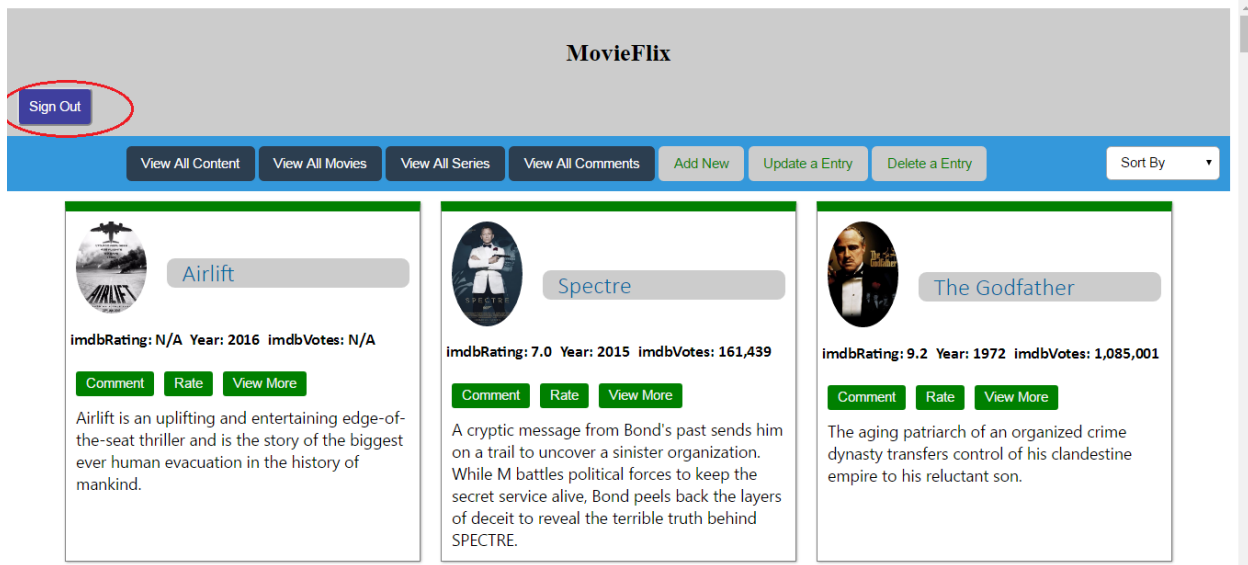 MovieFlix
Sign Out
View All Content View All Movies View All Series View All Comments Add New Update a Entry Delete a Entry Sort By
AIRLIFT
Airlift
imdbRating: N/A Year: 2016 imdbVotes: N/A
Comment Rate View More
Airlift is an uplifting and entertaining edge-of-
the-seat thriller and is the story of the biggest
ever human evacuation in the history of
mankind.
SPECTRE
Spectre
imdbRating: 7.0 Year: 2015 imdbVotes: 161,439
Comment Rate View More
A cryptic message from Bond's past sends him
on a trail to uncover a sinister organization.
While M battles political forces to keep the
secret service alive, Bond peels back the layers
of deceit to reveal the terrible truth behind
SPECTRE.
The Godfather
imdbRating: 9.2 Year: 1972 imdbVotes: 1,085,001
Comment Rate View More
The aging patriarch of an organized crime
dynasty transfers control of his clandestine
empire to his reluctant son.